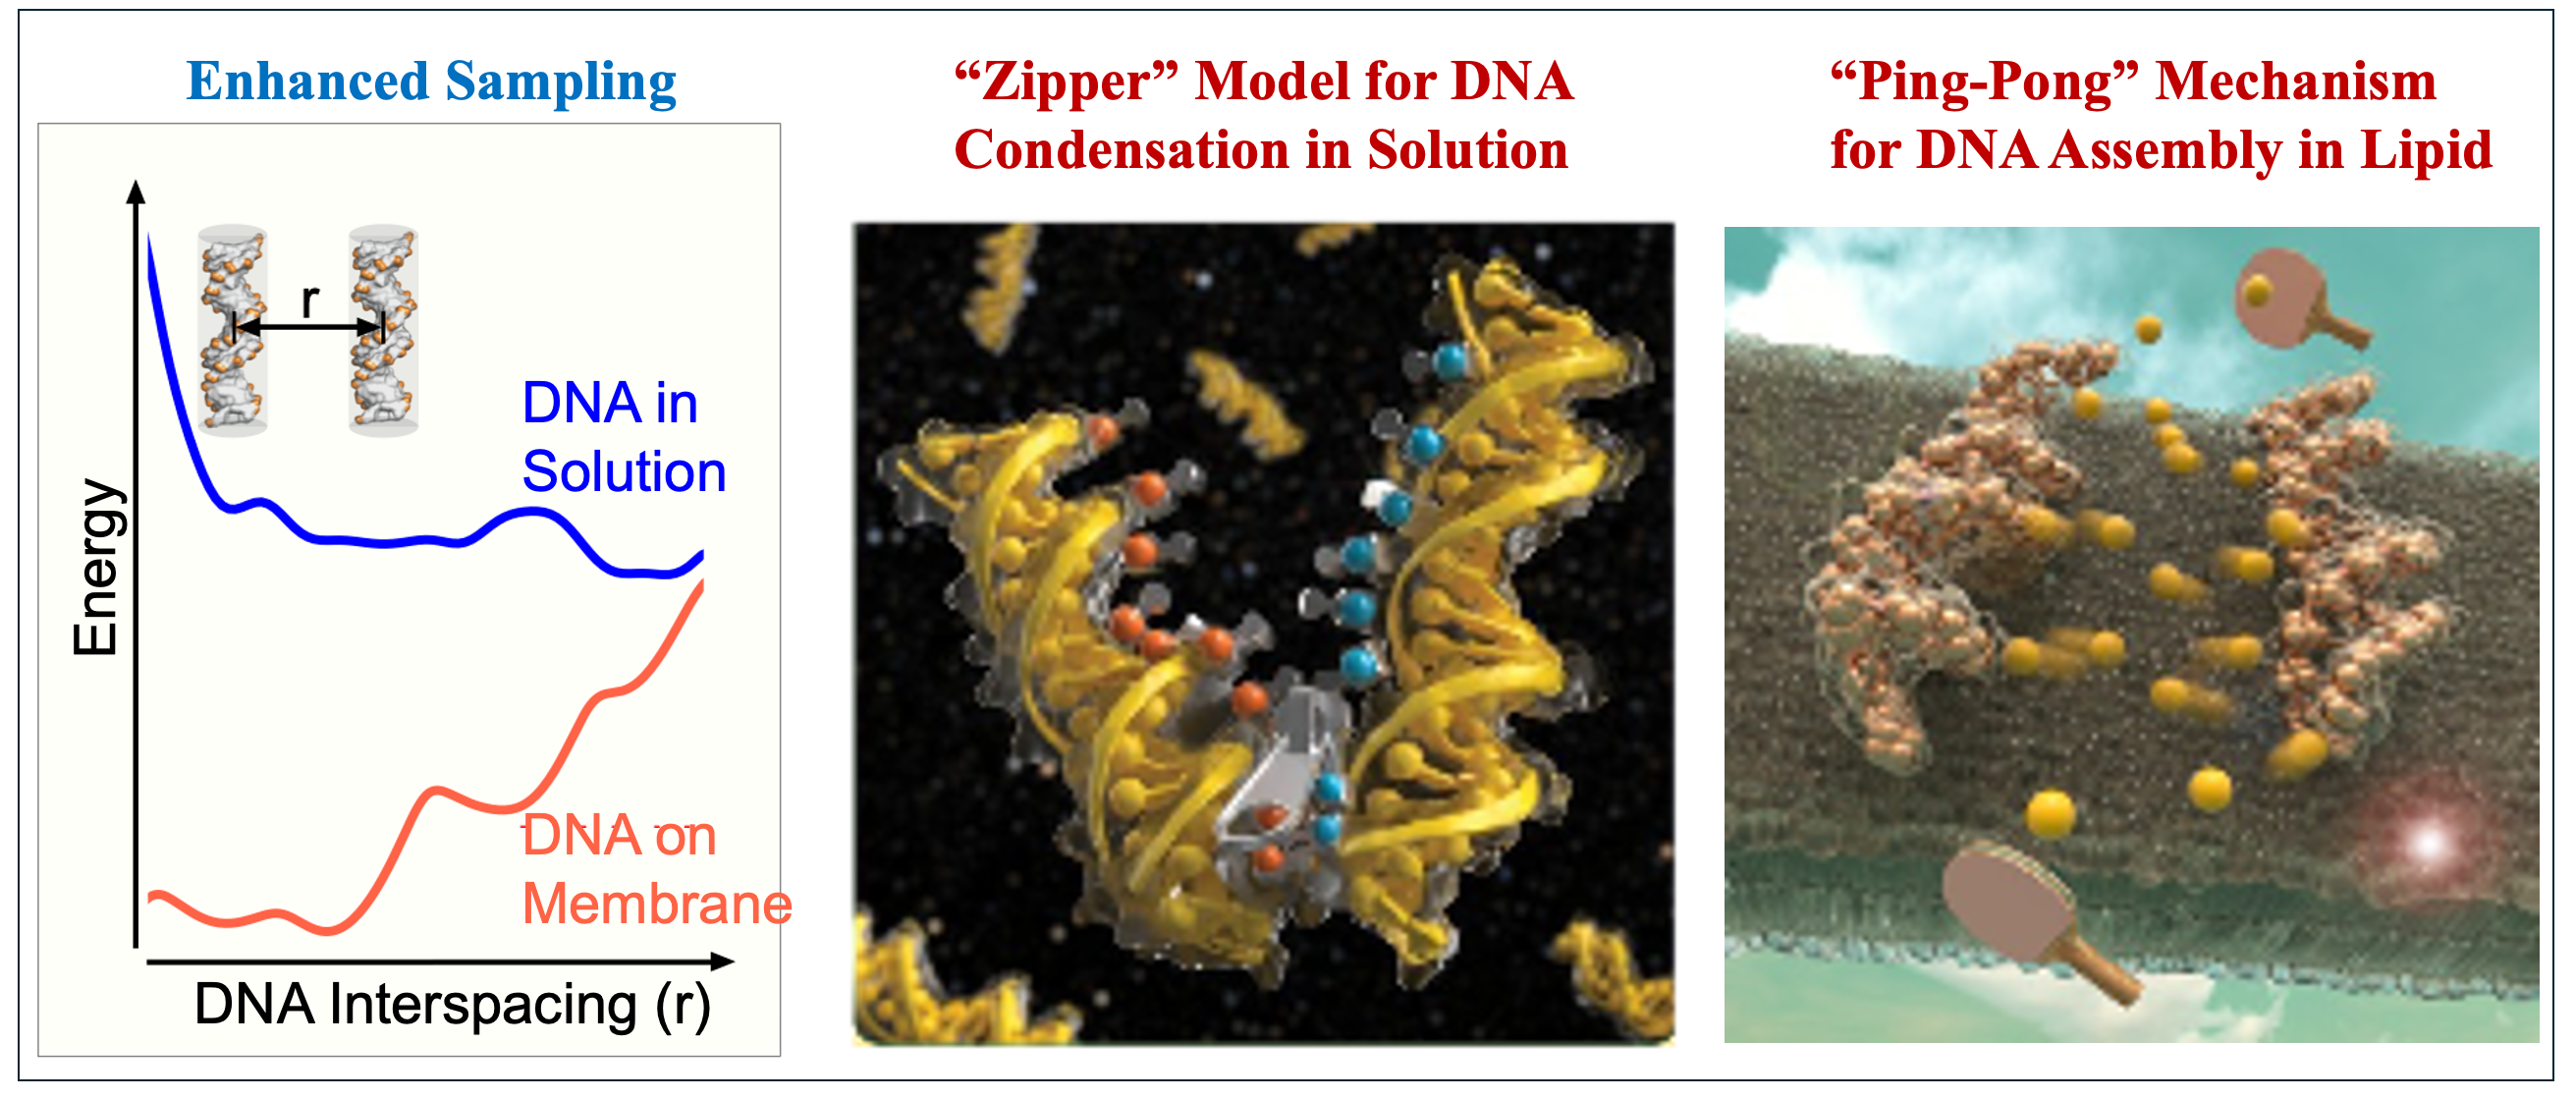 Enhanced Sampling
r
DNA in
Solution
Energy
DNA on
Membrane
DNA Interspacing (r)
“Zipper” Model for DNA
Condensation in Solution
“Ping-Pong” Mechanism
for DNA Assembly in Lipid